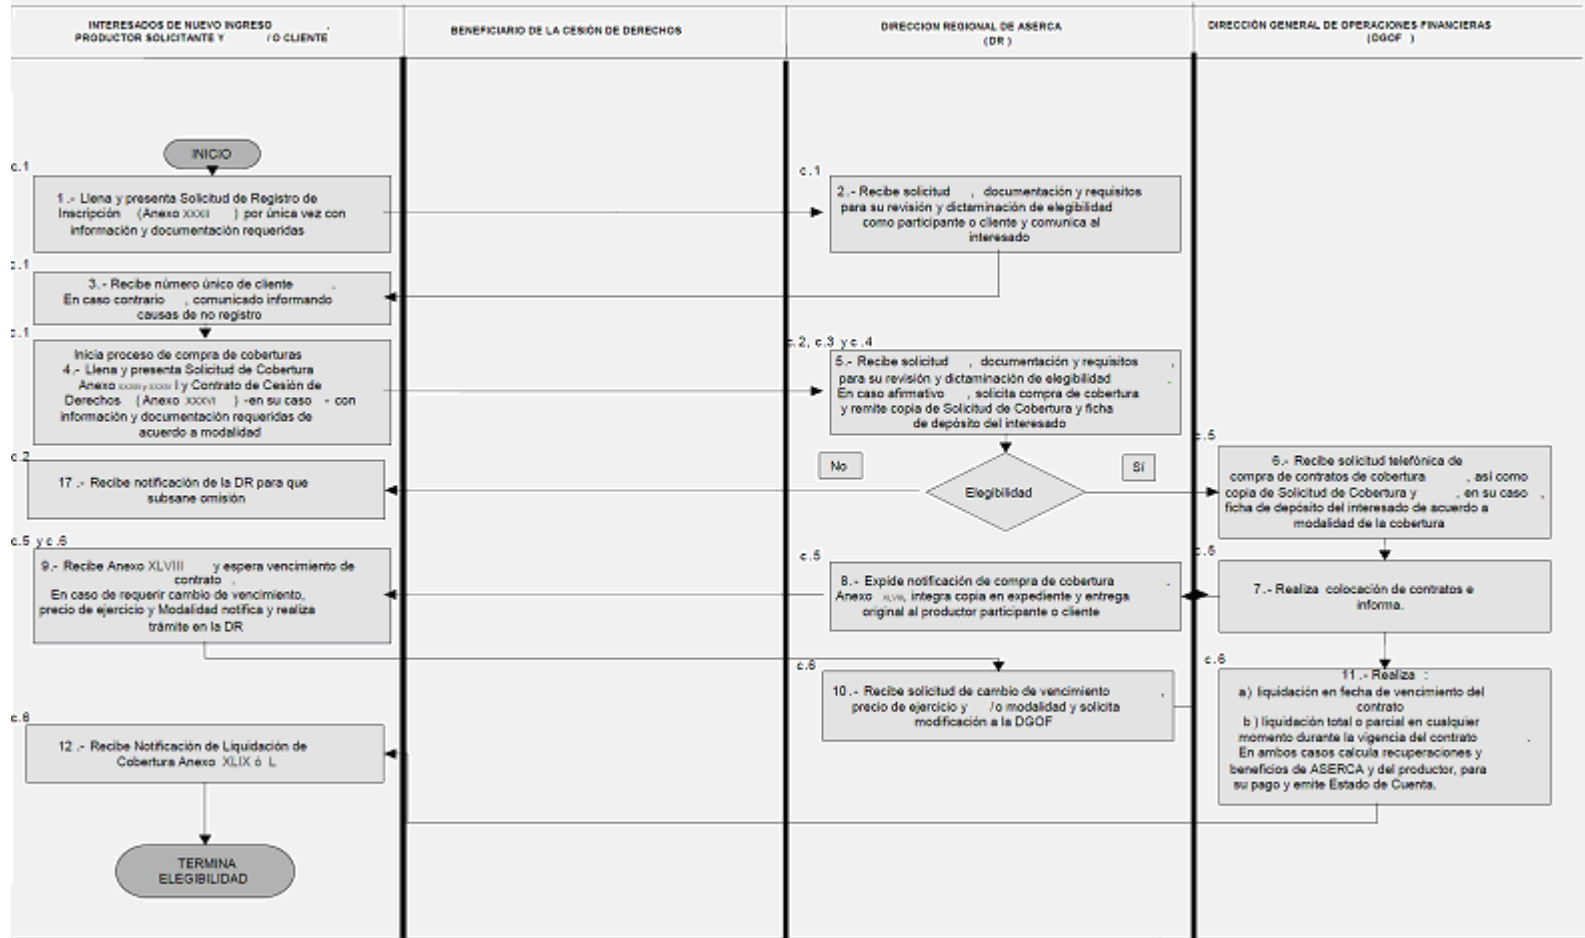 INTERESADOS DE NUEVO INGRESO ,
PRODUCTOR SOLICITANTE Y /O CLIENTE
BENEFICIARIO DE LA CESIÓN DE DERECHOS
DIRECCION REGIONAL DE ASERCA
(DR )
DIRECCIÓN GENERAL DE OPERACIONES FINANCIERAS
(DGOF )
INICIO
c.1
1 .- Llena y presenta Solicitud de Registro de
Inscripción (Anexo XXXII ) por única vez con
información y documentación requeridas
c.1
2 .- Recibe solicitud , documentación y requisitos
para su revisión y dictaminación de elegibilidad
como participante o cliente y comunica al
interesado
c.1
3. - Recibe número único de cliente .
En caso contrario , comunicado informando
causas de no registro
c.1
Inicia proceso de compra de coberturas
4.- Llena y presenta Solicitud de Cobertura
Anexo I y Contrato de Cesión de
Derechos (Anexo XXXVI ) -en su caso - con
información y documentación requeridas de
acuerdo a modalidad
c.2, c.3 y c.4
5.- Recibe solicitud , documentación y requisitos ,
para su revisión y dictaminación de elegibilidad .
En caso afirmativo , solicita compra de cobertura
y remite copia de Solicitud de Cobertura y ficha
de depósito del interesado
No
Sí
Elegibilidad
c.5
6.- Recibe solicitud telefónica de
compra de contratos de cobertura , así como
copia de Solicitud de Cobertura y , en su caso ,
ficha de depósito del interesado de acuerdo a
modalidad de la cobertura
c.2
17 .- Recibe notificación de la DR para que
subsane omisión
c.5 y c.6
9.- Recibe Anexo XLVIII y espera vencimiento de
contrato .
En caso de requerir cambio de vencimiento,
precio de ejercicio y Modalidad notifica y realiza
trámite en la DR
c.5
8.- Expide notificación de compra de cobertura .
Anexo XLVIII, integra copia en expediente y entrega
original al productor participante o cliente
c.5
7.- Realiza colocación de contratos e
informa.
c.6
10.- Recibe solicitud de cambio de vencimiento ,
precio de ejercicio y /o modalidad y solicita
modificación a la DGOF
c.6
11 .- Realiza :
a) liquidación en fecha de vencimiento del
contrato
b ) liquidación total o parcial en cualquier
momento durante la vigencia del contrato .
En ambos casos calcula recuperaciones y
beneficios de ASERCA y del productor, para
su pago y emite Estado de Cuenta.
c.6
12 .- Recibe Notificación de Liquidación de
Cobertura Anexo XLIX ó L
TERMINA
ELEGIBILIDAD